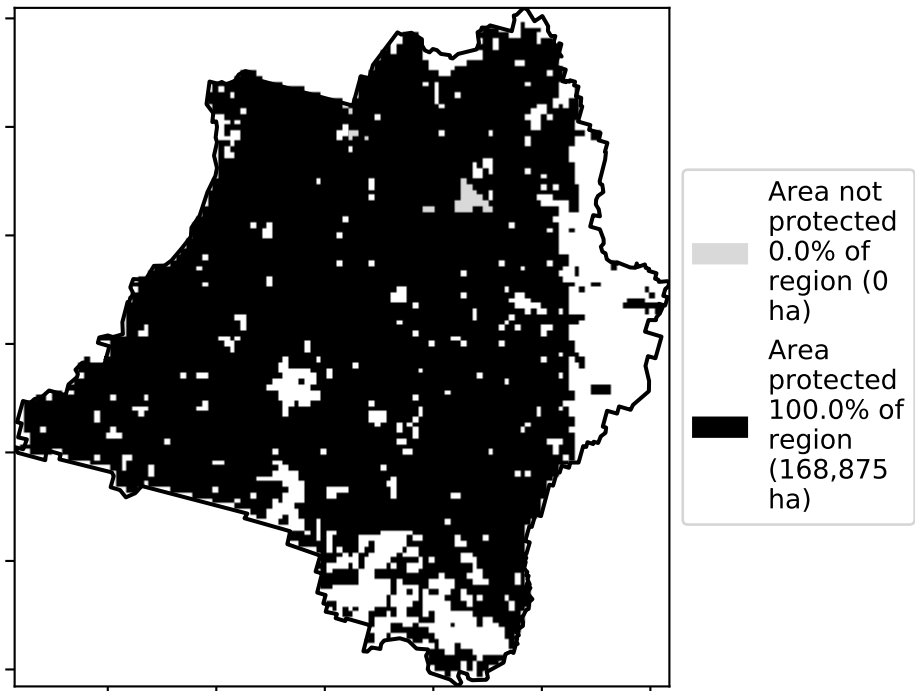 Area not
protected
0.0% of
region (0
ha)
Area
protected
100.0% of
region
(168,875
ha)